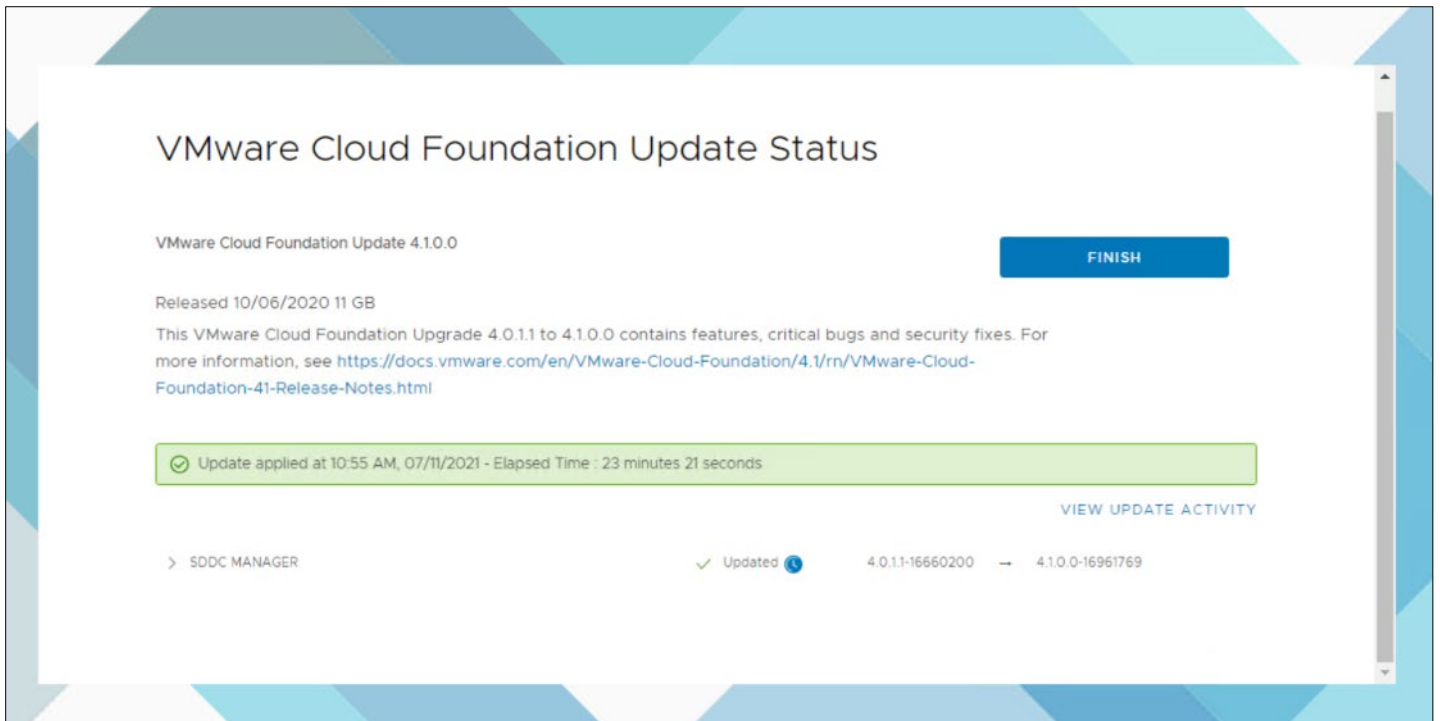 VMware Cloud Foundation Update Status
VMware Cloud Foundation Update 4.1.0.0
FINISH
Released 10/06/2020 11 GB
This VMware Cloud Foundation Upgrade 4.0.1.1 to 4.1.0.0 contains features, critical bugs and security fixes. For
more information, see https://docs.vmware.com/en/VMware-Cloud-Foundation/4.1/rn/VMware-Cloud-
Foundation-41-Release-Notes.html
Update applied at 10:55 AM, 07/11/2021 - Elapsed Time : 23 minutes 21 seconds
VIEW UPDATE ACTIVITY
> SDDC MANAGER ✓ Updated 4.0.1.1-16660200 → 4.1.0.0-16961769